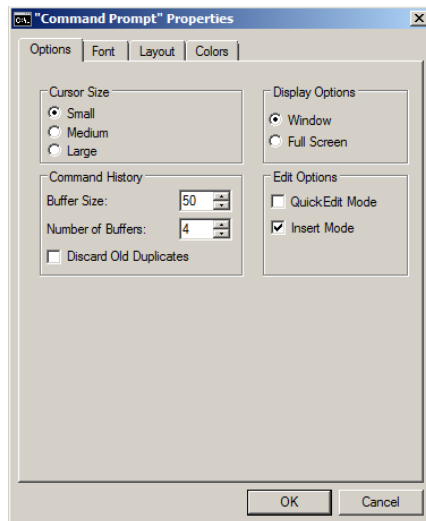 "Command Prompt" Properties
Options Font Layout Colors
Cursor Size
Small
Medium
Large
Display Options
Window
Full Screen
Command History
Buffer Size: 50
Number of Buffers: 4
Discard Old Duplicates
Edit Options
QuickEdit Mode
Insert Mode
OK Cancel